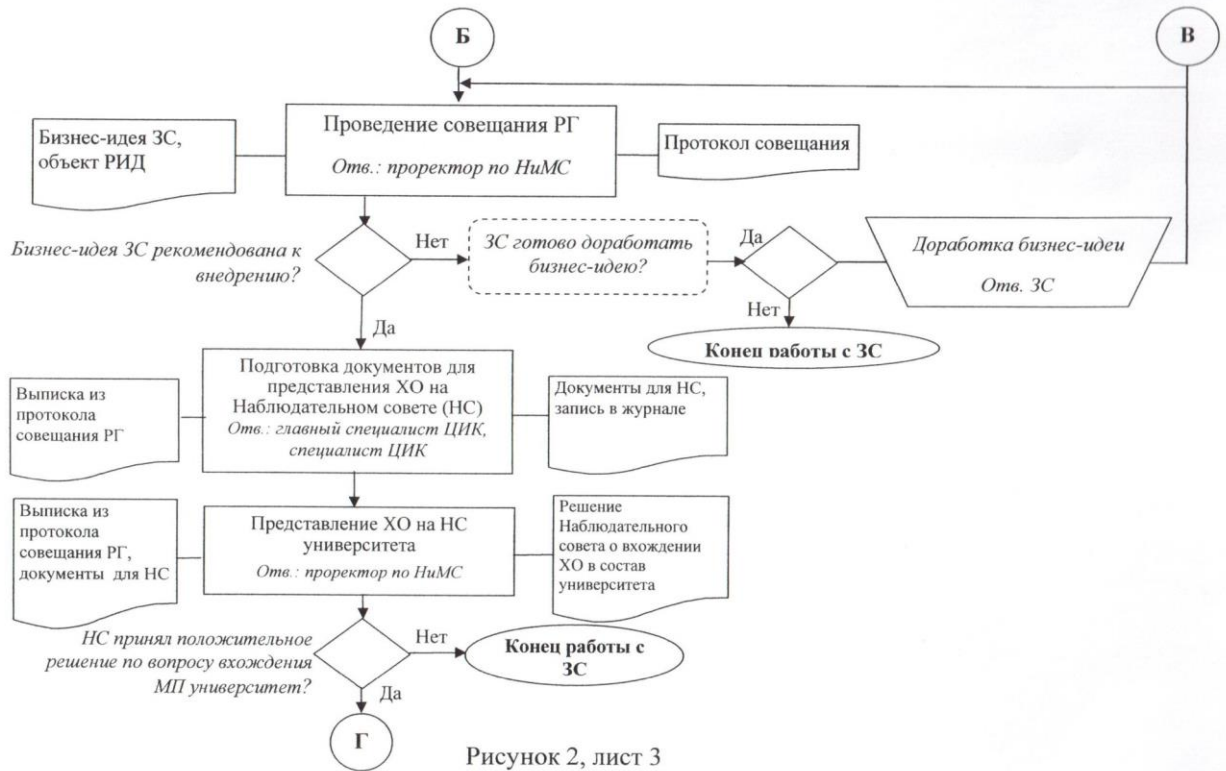 Б
В
Бизнес-идея ЗС,
объект РИД
Проведение совещания РГ
Отв.: проректор по НиМС
Протокол совещания
Бизнес-идея ЗС рекомендована к
внедрению?
Нет
ЗС готово доработать
бизнес-идею?
Да
Доработка бизнес-идеи
Отв. ЗС
Нет
Конец работы с ЗС
Да
Выписка из
протокола
совещания РГ
Подготовка документов для
представления ХО на
Наблюдательном совете (НС)
Отв.: главный специалист ЦИК,
специалист ЦИК
Документы для НС,
запись в журнале
Выписка из
протокола
совещания РГ,
документы для НС
Представление ХО на НС
университета
Отв.: проректор по НиМС
Решение
Наблюдательного
совета о вхождении
ХО в состав
университета
НС принял положительное
решение по вопросу вхождения
МП университет?
Нет
Конец работы с
ЗС
Да
Г
Рисунок 2, лист 3